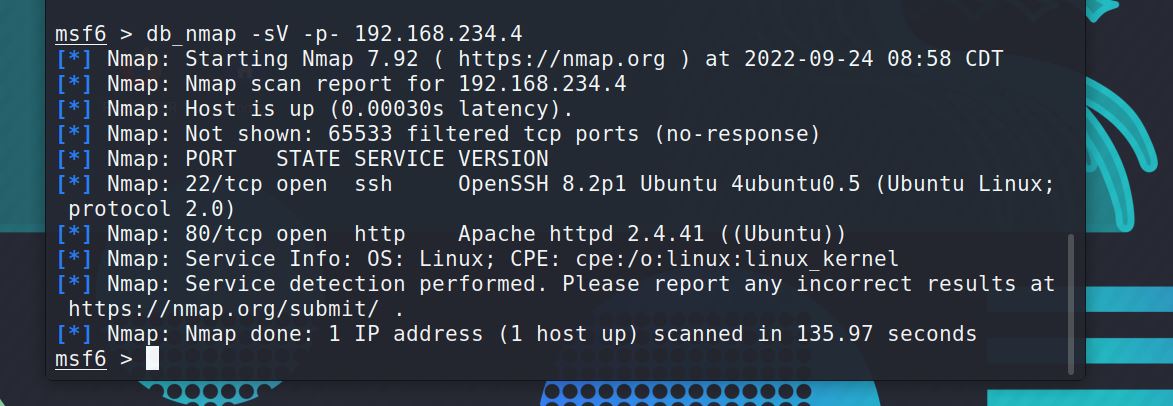 msf6 > db_nmap -sV -p- 192.168.234.4
[*] Nmap: Starting Nmap 7.92 ( https://nmap.org ) at 2022-09-24 08:58 CDT
[*] Nmap: Nmap scan report for 192.168.234.4
[*] Nmap: Host is up (0.00030s latency).
[*] Nmap: Not shown: 65533 filtered tcp ports (no-response)
[*] Nmap: PORT   STATE SERVICE VERSION
[*] Nmap: 22/tcp open  ssh     OpenSSH 8.2p1 Ubuntu 4ubuntu0.5 (Ubuntu Linux;
 protocol 2.0)
[*] Nmap: 80/tcp open  http    Apache httpd 2.4.41 ((Ubuntu))
[*] Nmap: Service Info: OS: Linux; CPE: cpe:/o:linux:linux_kernel
[*] Nmap: Service detection performed. Please report any incorrect results at
 https://nmap.org/submit/ .
[*] Nmap: Nmap done: 1 IP address (1 host up) scanned in 135.97 seconds
msf6 >